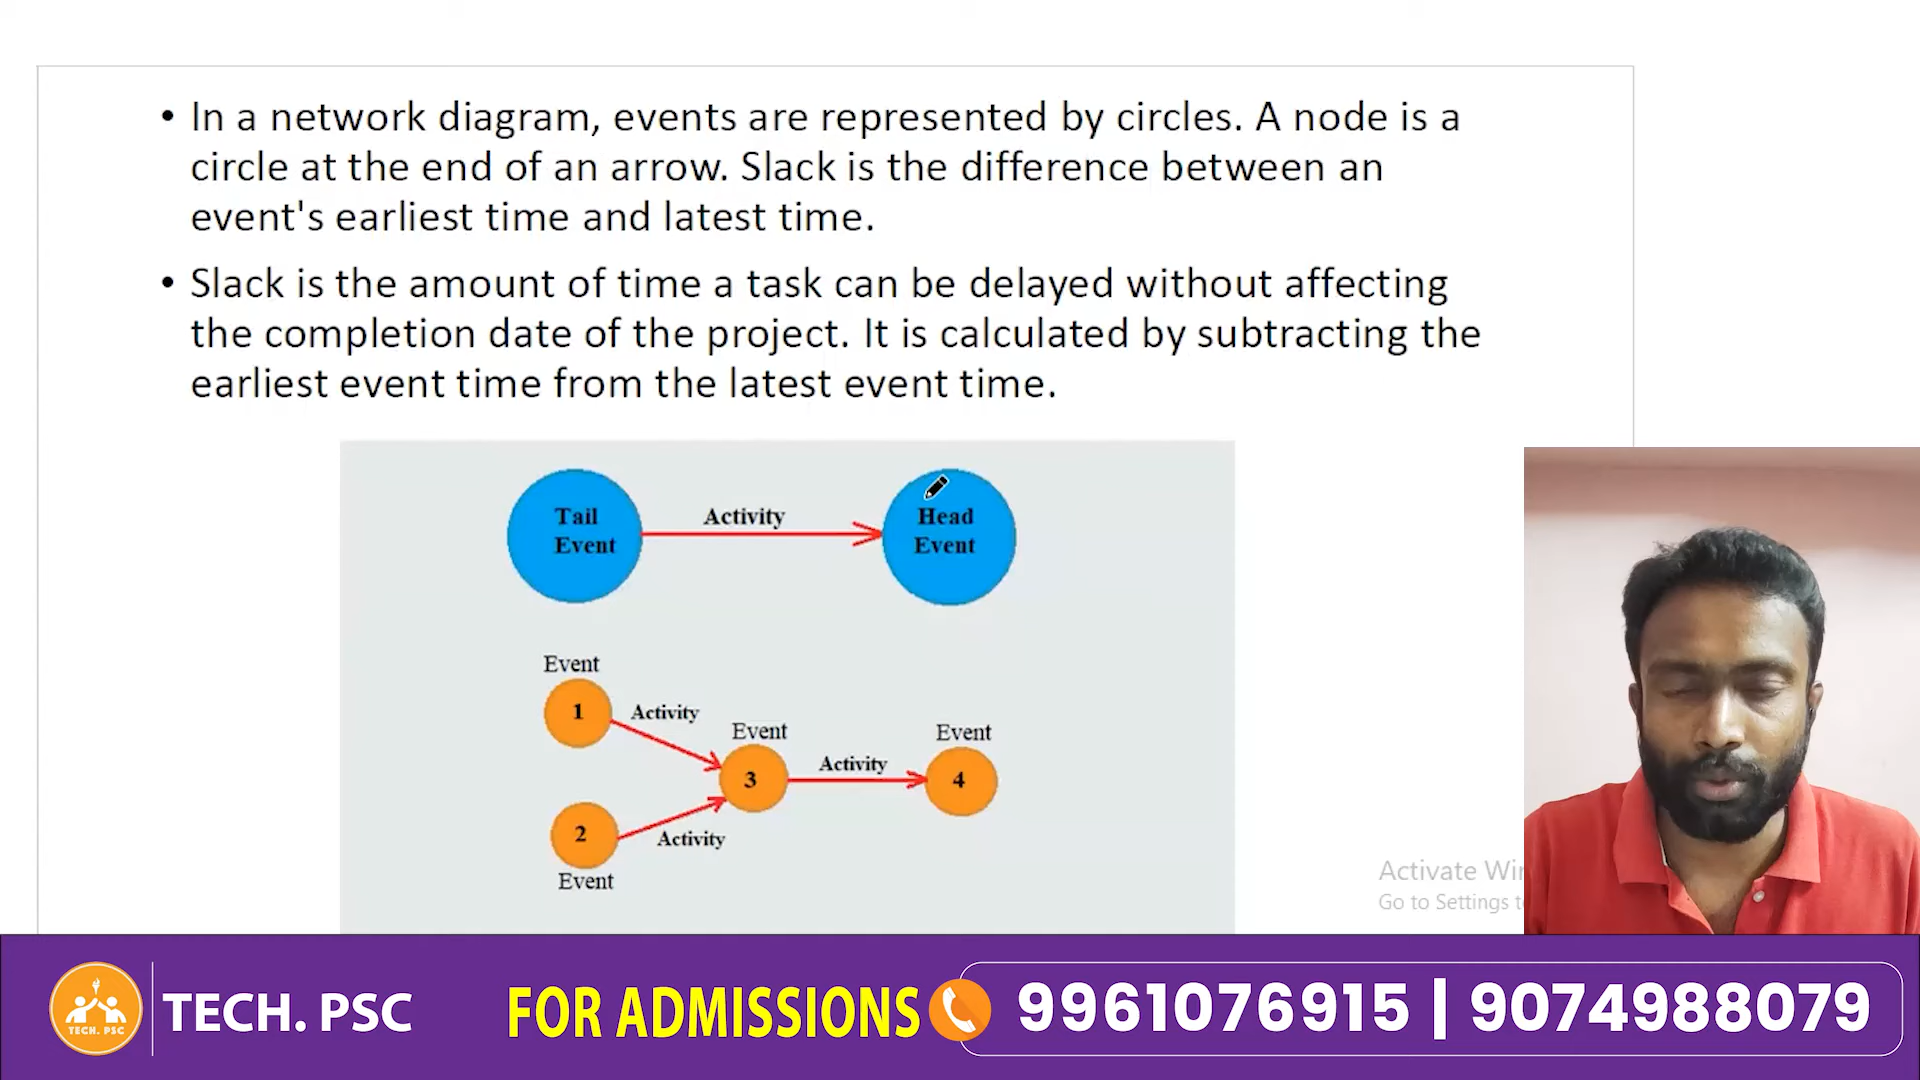 • In a network diagram, events are represented by circles. A node is a
circle at the end of an arrow. Slack is the difference between an
event's earliest time and latest time.
• Slack is the amount of time a task can be delayed without affecting
the completion date of the project. It is calculated by subtracting the
earliest event time from the latest event time.
Tail
Event
Activity
Head
Event
Event
1
Activity
Event
3
Activity
Event
4
2
Activity
Event
Activate Wi
Go to Settings t
TECH. PSC
TECH. PSC
FOR ADMISSIONS
9961076915 | 9074988079